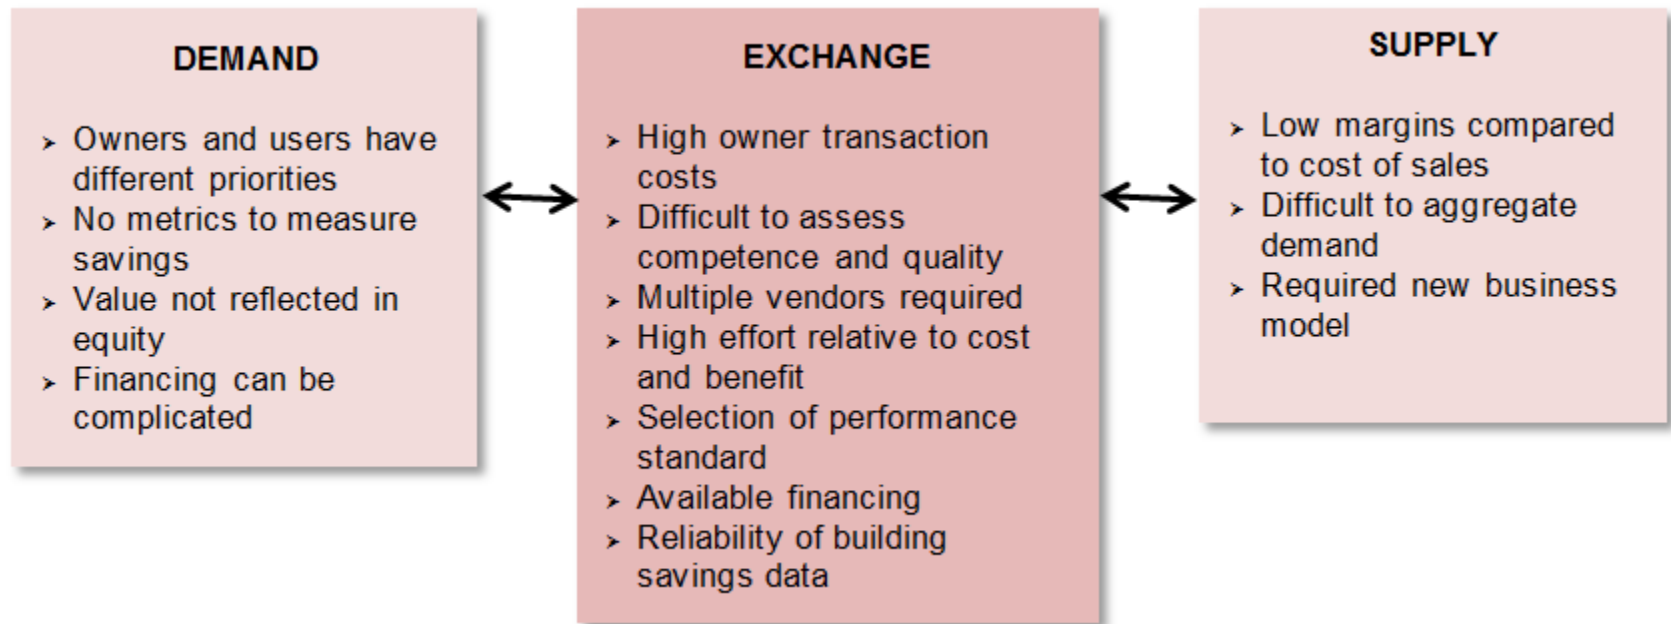 DEMAND
➤ Owners and users have
different priorities
➤ No metrics to measure
savings
➤ Value not reflected in
equity
➤ Financing can be
complicated
EXCHANGE
➤ High owner transaction
costs
➤ Difficult to assess
competence and quality
➤ Multiple vendors required
➤ High effort relative to cost
and benefit
➤ Selection of performance
standard
➤ Available financing
➤ Reliability of building
savings data
SUPPLY
➤ Low margins compared
to cost of sales
➤ Difficult to aggregate
demand
➤ Required new business
model